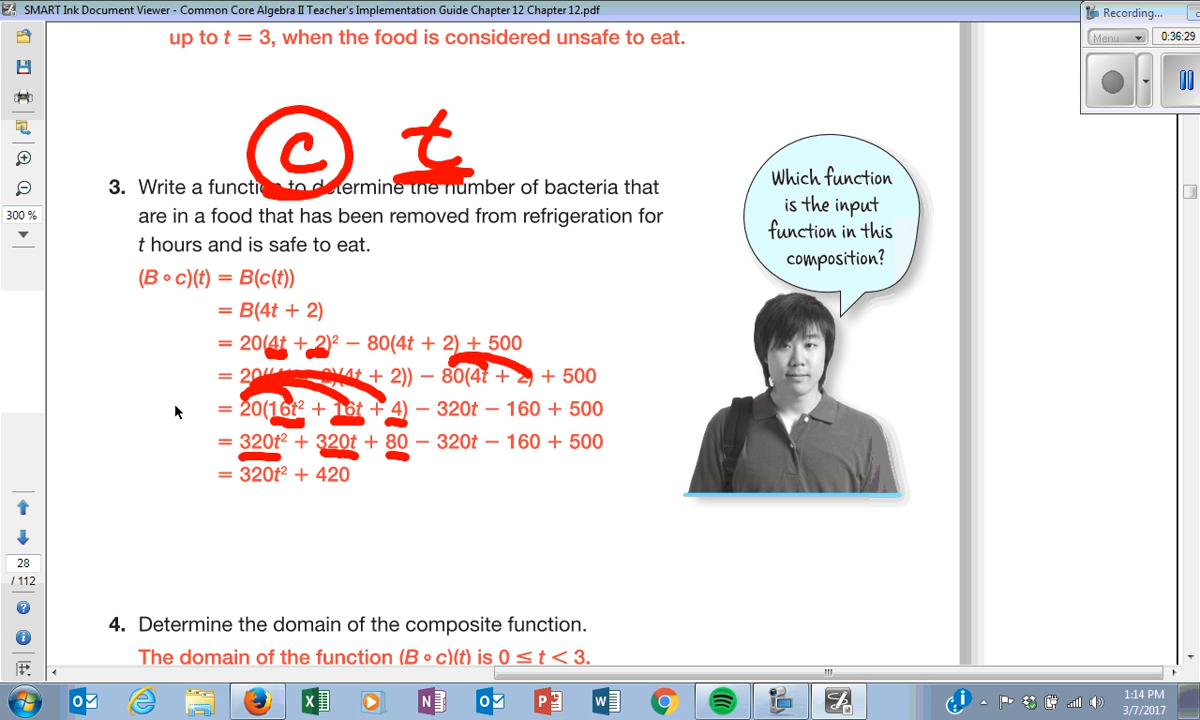 SMART Ink Document Viewer - Common Core Algebra II Teacher's Implementation Guide Chapter 12 Chapter 12.pdf
Recording...
Menu
0:36:29
up to t = 3, when the food is considered unsafe to eat.
c t
3. Write a function to determine the number of bacteria that
are in a food that has been removed from refrigeration for
t hours and is safe to eat.
Which function
is the input
function in this
composition?
(B ∘ c)(t) = B(c(t))
= B(4t + 2)
= 20(4t + 2)² − 80(4t + 2) + 500
= 20((4t + 2)(4t + 2)) − 80(4t + 2) + 500
= 20(16t² + 16t + 4) − 320t − 160 + 500
= 320t² + 320t + 80 − 320t − 160 + 500
= 320t² + 420
4. Determine the domain of the composite function.
The domain of the function (B ∘ c)(t) is 0 ≤ t < 3.
300 %
28
/ 112
1:14 PM
3/7/2017